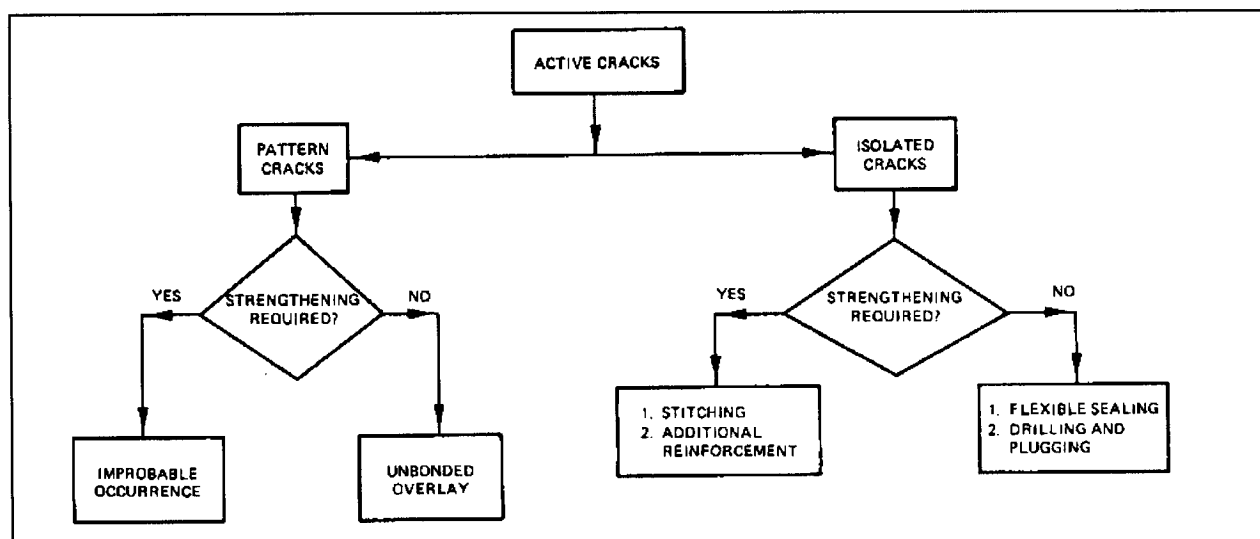 ACTIVE CRACKS
PATTERN
CRACKS
ISOLATED
CRACKS
YES
STRENGTHENING
REQUIRED?
NO
YES
STRENGTHENING
REQUIRED?
NO
IMPROBABLE
OCCURRENCE
UNBONDED
OVERLAY
1. STITCHING
2. ADDITIONAL
REINFORCEMENT
1. FLEXIBLE SEALING
2. DRILLING AND
PLUGGING